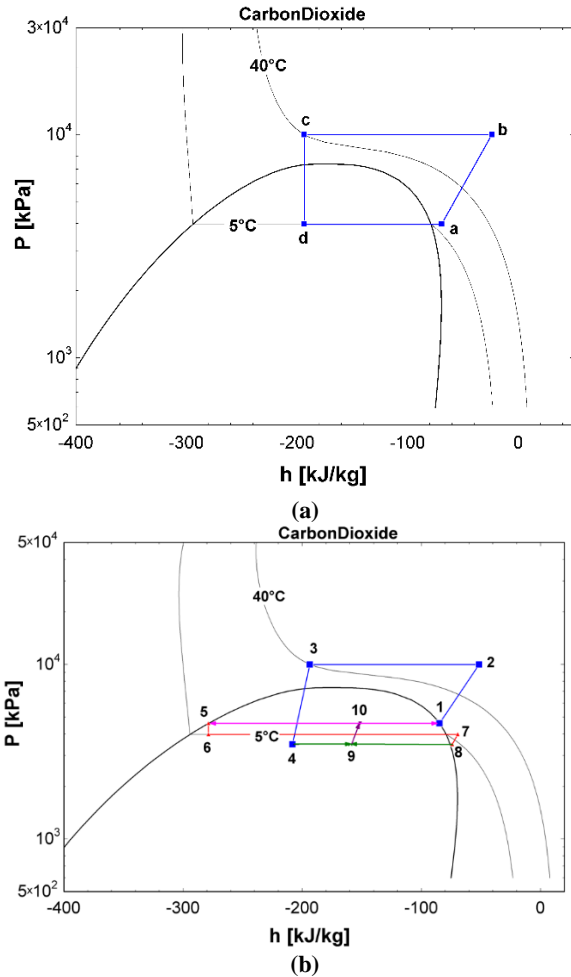 CarbonDioxide
3×10⁴
40°C
c
b
10⁴
P [kPa]
5°C
d
a
10³
5×10²
-400
-300
-200
-100
0
h [kJ/kg]
(a)
CarbonDioxide
5×10⁴
40°C
3
2
10⁴
P [kPa]
5
10
1
6
5°C
4
9
7
8
10³
5×10²
-400
-300
-200
-100
0
h [kJ/kg]
(b)